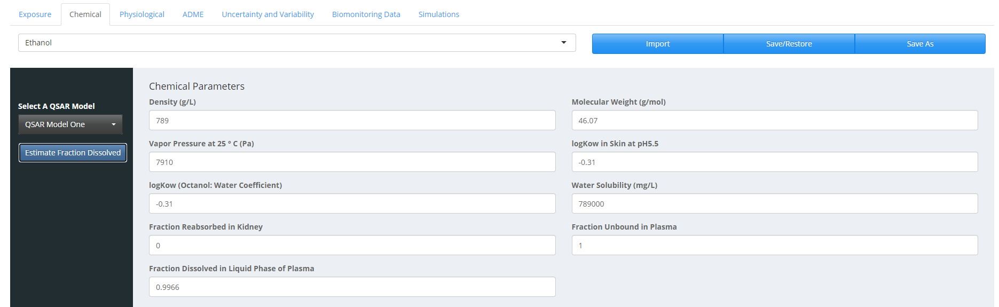 Exposure Chemical Physiological ADME Uncertainty and Variability Biomonitoring Data Simulations
Ethanol
Import Save/Restore Save As
Select A QSAR Model
QSAR Model One
Estimate Fraction Dissolved
Chemical Parameters
Density (g/L)
789
Molecular Weight (g/mol)
46.07
Vapor Pressure at 25 ° C (Pa)
7910
logKow in Skin at pH5.5
-0.31
logKow (Octanol: Water Coefficient)
-0.31
Water Solubility (mg/L)
789000
Fraction Reabsorbed in Kidney
0
Fraction Unbound in Plasma
1
Fraction Dissolved in Liquid Phase of Plasma
0.9966